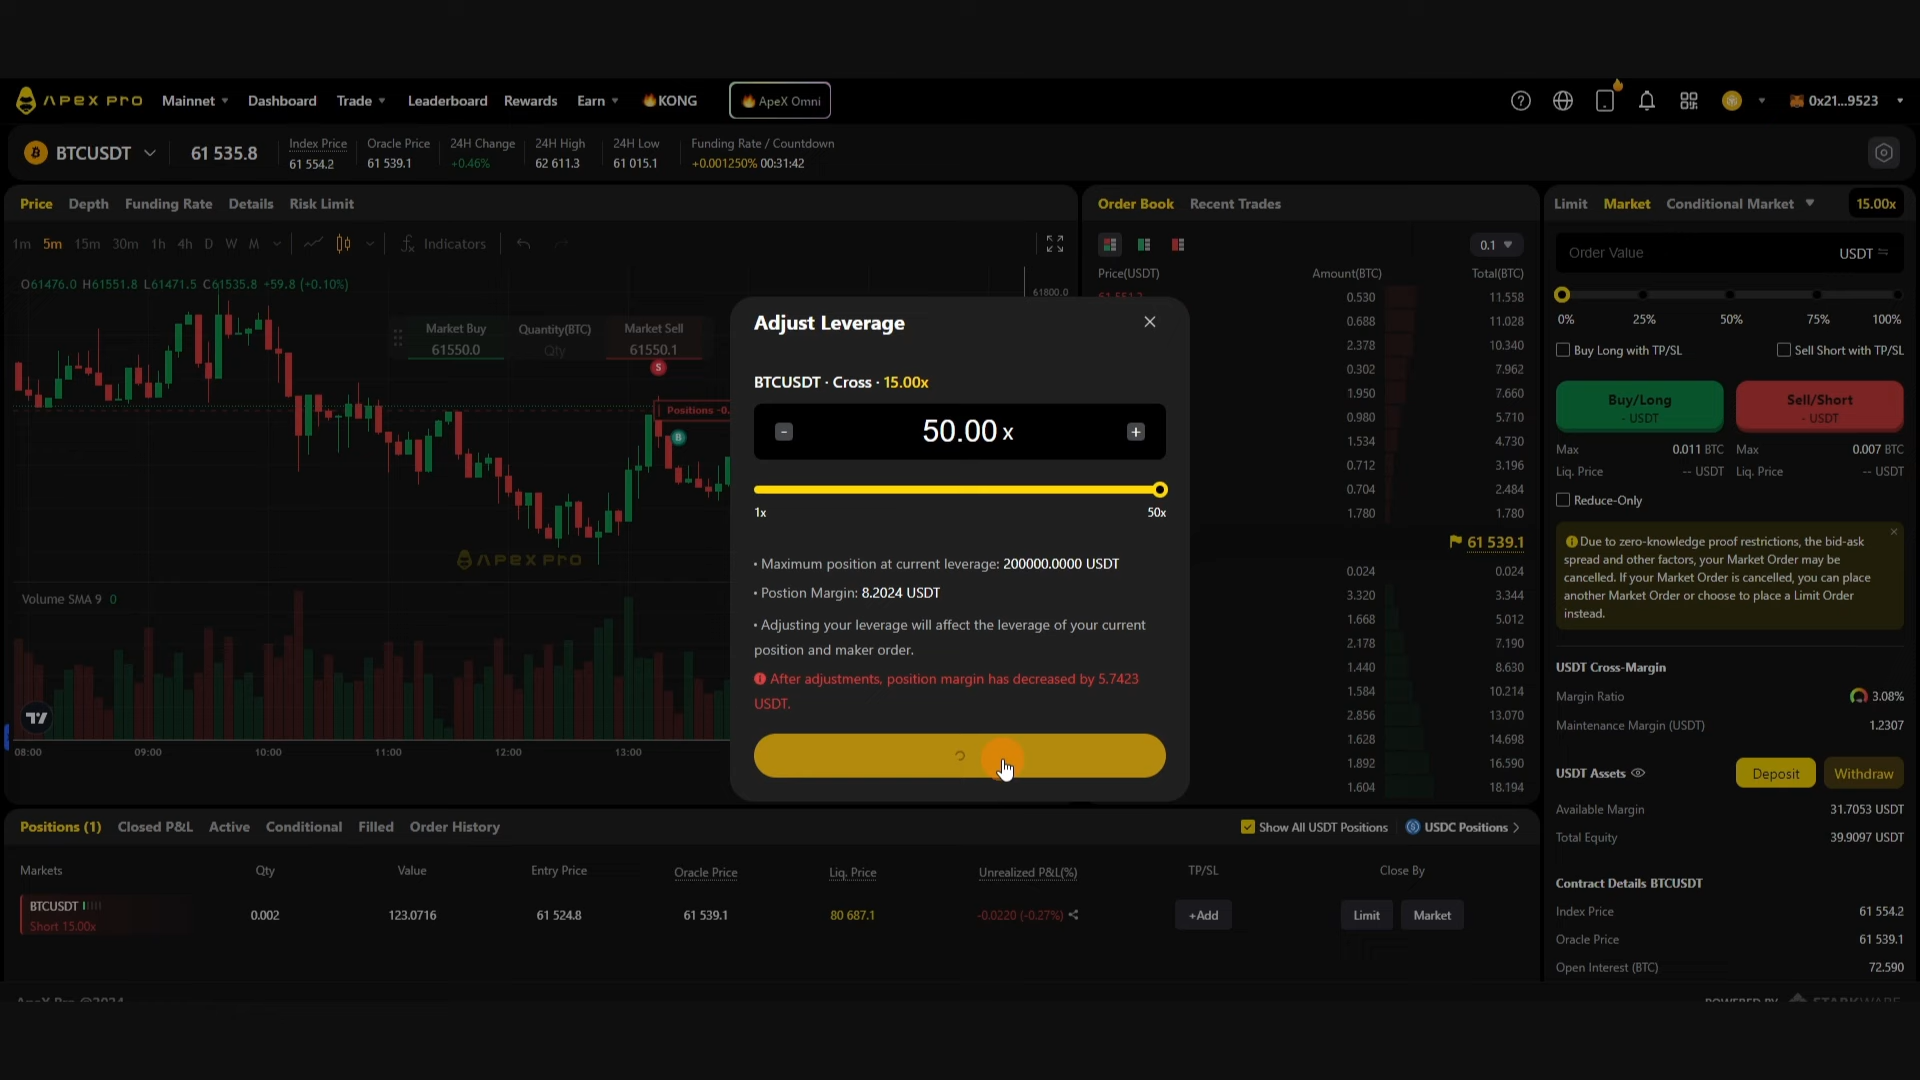 APEX PRO Mainnet Dashboard Trade Leaderboard Rewards Earn KONG ApeX Omni 0x21...9523
BTCUSDT 61 535.8
Index Price Oracle Price 24H Change 24H High 24H Low Funding Rate / Countdown
61 554.2 61 539.1 +0.46% 62 611.3 61 015.1 +0.001250% 00:31:42
Price Depth Funding Rate Details Risk Limit
1m 5m 15m 30m 1h 4h D W M Indicators
O61476.0 H61551.8 L61471.5 C61535.8 +59.8 (+0.10%)
61800.0
Market Buy Quantity(BTC) Market Sell
61550.0 Qty 61550.1
S
Positions -0.
B
APEX PRO
Volume SMA 9 0
08:00 09:00 10:00 11:00 12:00 13:00
Order Book Recent Trades
0.1
Price(USDT) Amount(BTC) Total(BTC)
0.530 11.558
0.688 11.028
2.378 10.340
0.302 7.962
1.950 7.660
0.980 5.710
1.534 4.730
0.712 3.196
0.704 2.484
1.780 1.780
61 539.1
0.024 0.024
3.320 3.344
1.668 5.012
2.178 7.190
1.440 8.630
1.584 10.214
2.856 13.070
1.628 14.698
1.892 16.590
1.604 18.194
Adjust Leverage
BTCUSDT · Cross · 15.00x
- 50.00 x +
1x 50x
• Maximum position at current leverage: 200000.0000 USDT
• Postion Margin: 8.2024 USDT
• Adjusting your leverage will affect the leverage of your current
position and maker order.
After adjustments, position margin has decreased by 5.7423
USDT.
Limit Market Conditional Market 15.00x
Order Value USDT
0% 25% 50% 75% 100%
Buy Long with TP/SL Sell Short with TP/SL
Buy/Long Sell/Short
- USDT - USDT
Max 0.011 BTC Max 0.007 BTC
Liq. Price -- USDT Liq. Price -- USDT
Reduce-Only
Due to zero-knowledge proof restrictions, the bid-ask
spread and other factors, your Market Order may be
cancelled. If your Market Order is cancelled, you can place
another Market Order or choose to place a Limit Order
instead.
USDT Cross-Margin
Margin Ratio 3.08%
Maintenance Margin (USDT) 1.2307
USDT Assets Deposit Withdraw
Available Margin 31.7053 USDT
Total Equity 39.9097 USDT
Contract Details BTCUSDT
Index Price 61 554.2
Oracle Price 61 539.1
Open Interest (BTC) 72.590
Positions (1) Closed P&L Active Conditional Filled Order History Show All USDT Positions USDC Positions
Markets Qty Value Entry Price Oracle Price Liq. Price Unrealized P&L(%) TP/SL Close By
BTCUSDT 0.002 123.0716 61 524.8 61 539.1 80 687.1 -0.0220 (-0.27%) +Add Limit Market
Short 15.00x
ApeX Pro @2024 POWERED BY STARKWARE